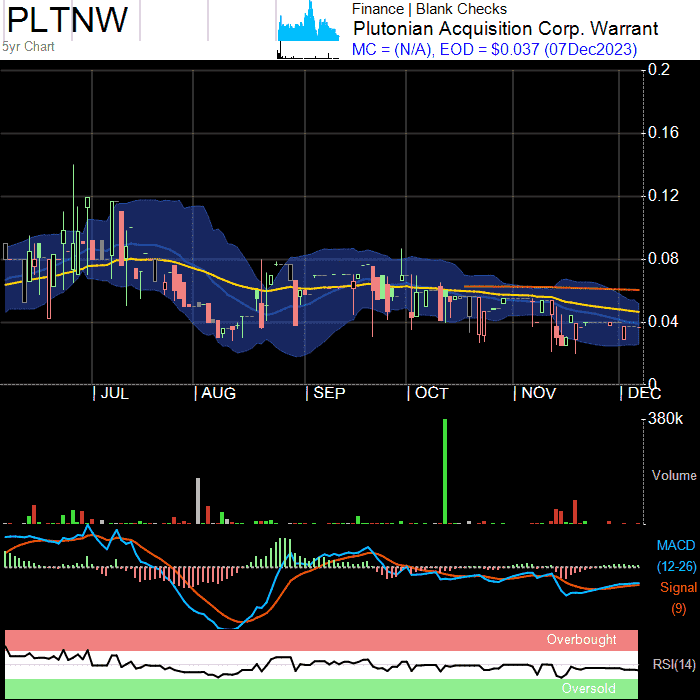 PLTNW
5yr Chart
Finance | Blank Checks
Plutonian Acquisition Corp. Warrant
MC = (N/A), EOD = $0.037 (07Dec2023)
0.2
0.16
0.12
0.08
0.04
0
JUL AUG SEP OCT NOV DEC
380k
Volume
MACD
(12-26)
Signal
(9)
Overbought
RSI(14)
Oversold